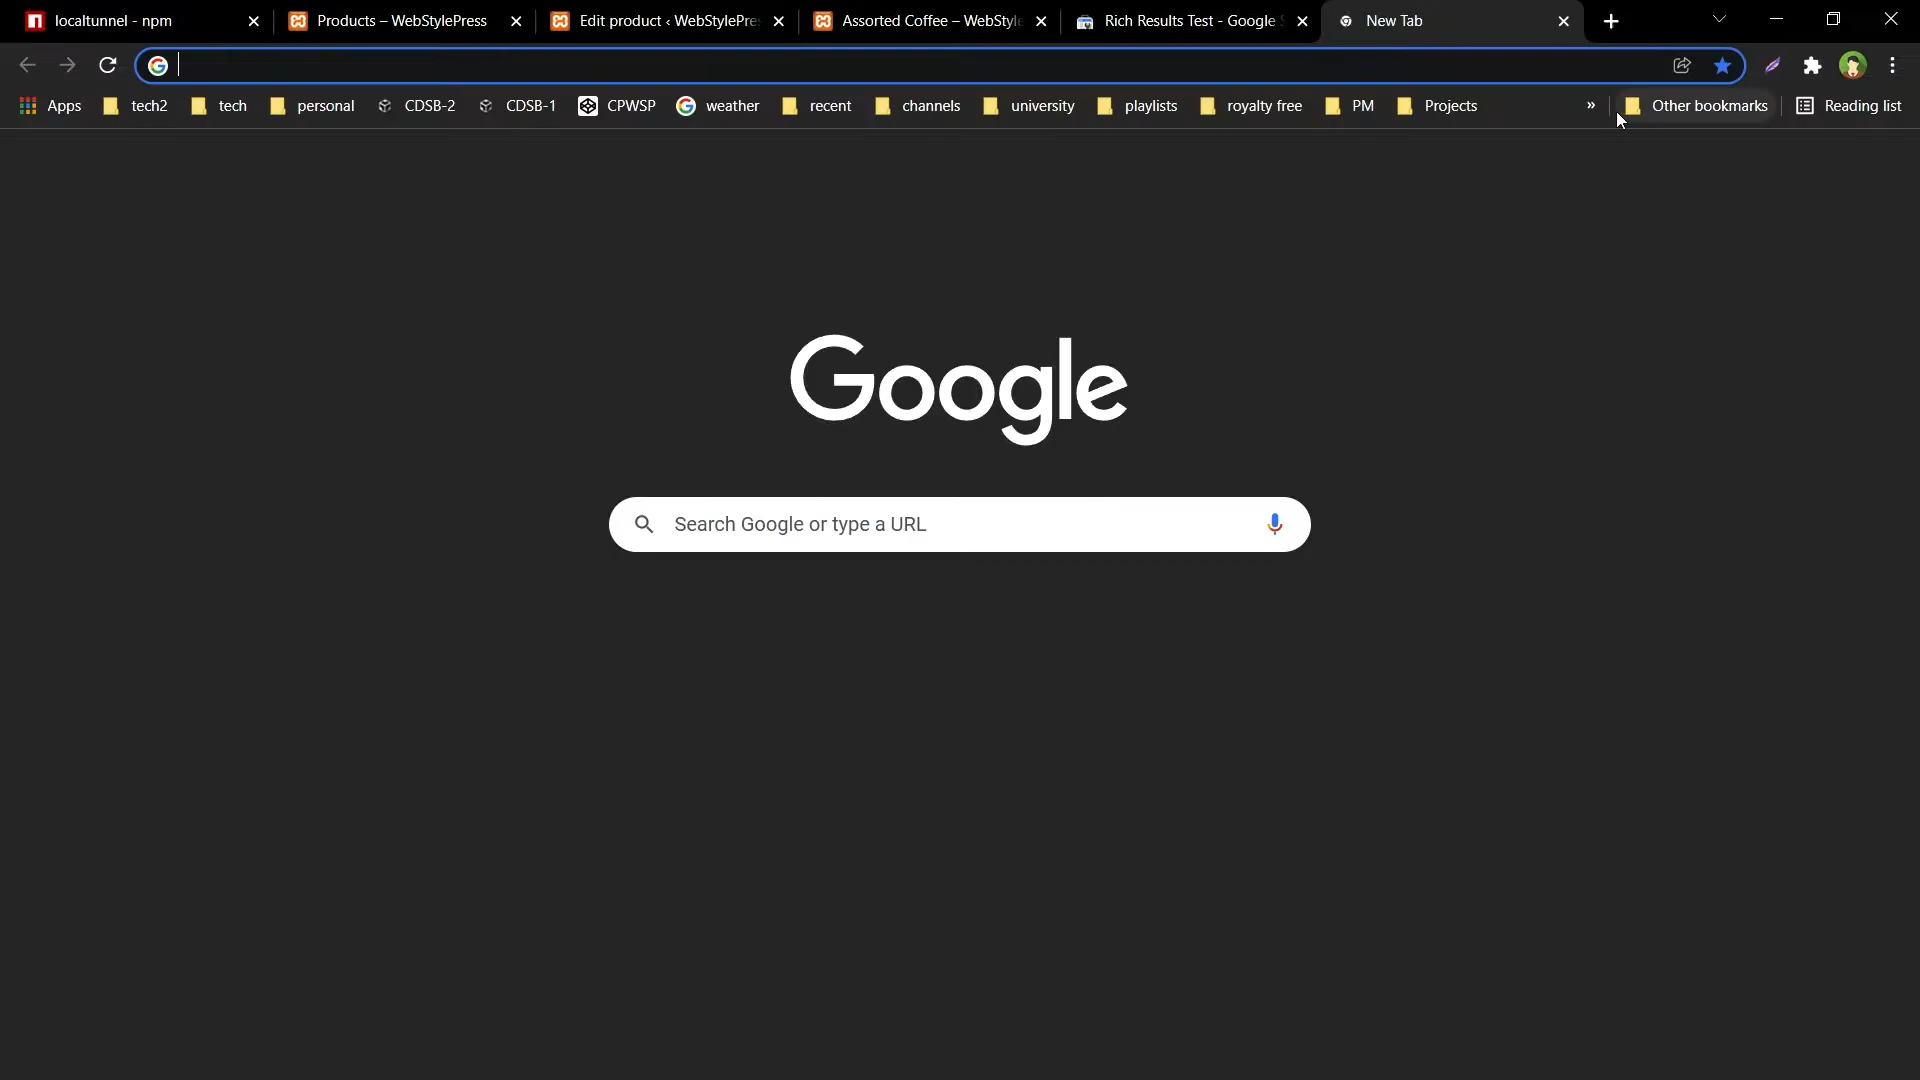 localtunnel - npm
Products – WebStylePress
Edit product ‹ WebStylePre
Assorted Coffee – WebStyle
Rich Results Test - Google S
New Tab
Apps
tech2
tech
personal
CDSB-2
CDSB-1
CPWSP
weather
recent
channels
university
playlists
royalty free
PM
Projects
»
Other bookmarks
Reading list
Google
Search Google or type a URL